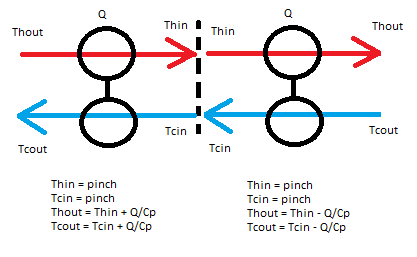 Q
Q
Thout
Thin
Thin
Thout
Tcout
Tcin
Tcin
Tcout
Thin = pinch
Tcin = pinch
Thout = Thin + Q/Cp
Tcout = Tcin + Q/Cp
Thin = pinch
Tcin = pinch
Thout = Thin - Q/Cp
Tcout = Tcin - Q/Cp